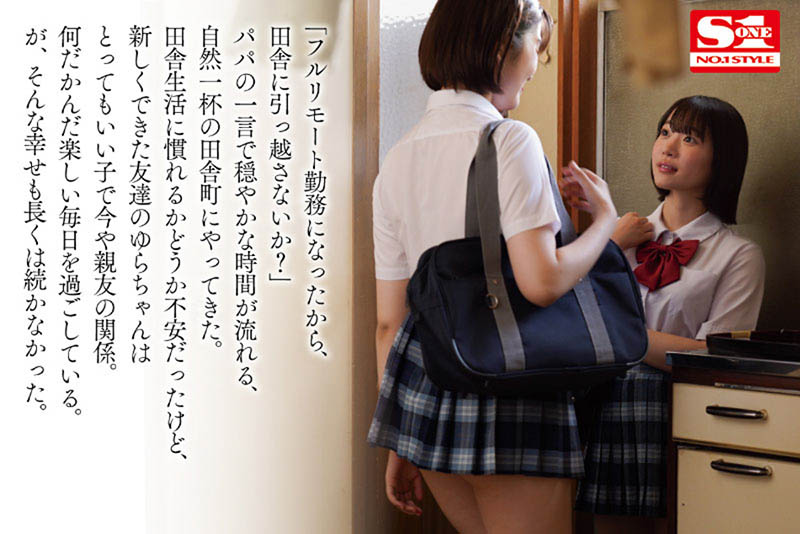 「フルリモート勤務になったから、
田舎に引っ越さないか？」
パパの一言で穏やかな時間が流れる、
自然一杯の田舎町にやってきた。
田舎生活に慣れるかどうか不安だったけど、
新しくできた友達のゆらちゃんは
とってもいい子で今や親友の関係。
何だかんだ楽しい毎日を過ごしている。
が、そんな幸せも長くは続かなかった。
S1
ONE
NO.1 STYLE